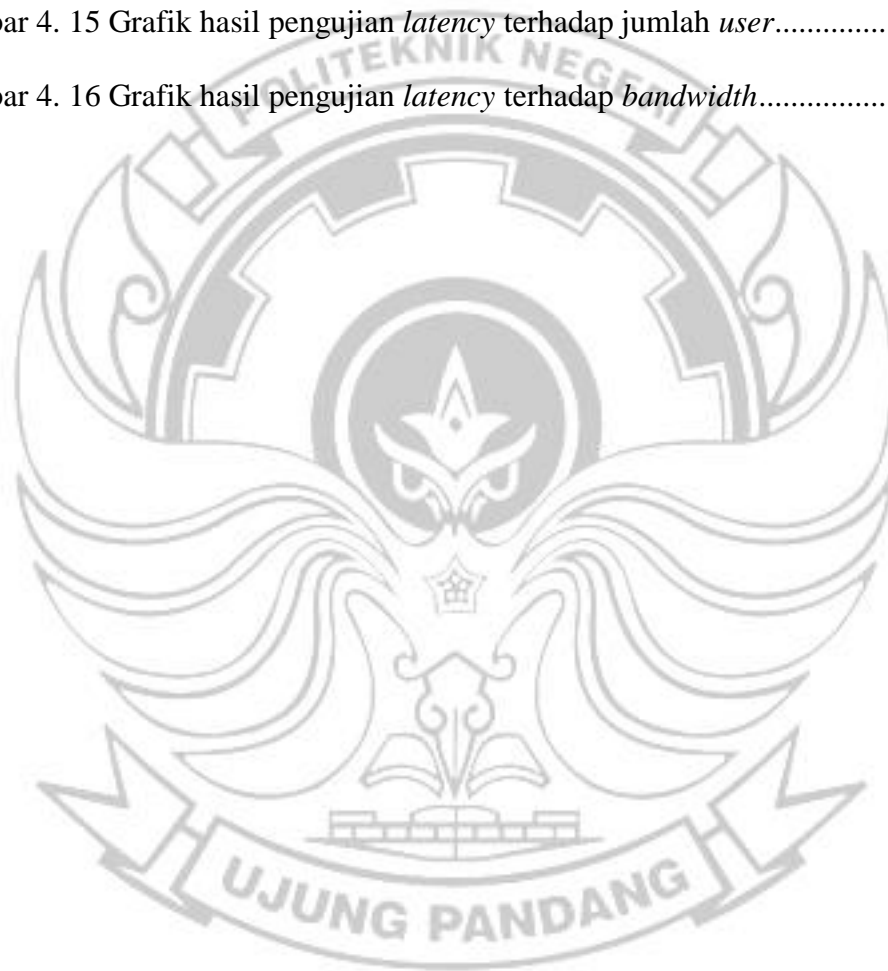 bar 4. 15 Grafik hasil pengujian latency terhadap jumlah user..............
bar 4. 16 Grafik hasil pengujian latency terhadap bandwidth.................
POLITEKNIK NEGERI
UJUNG PANDANG